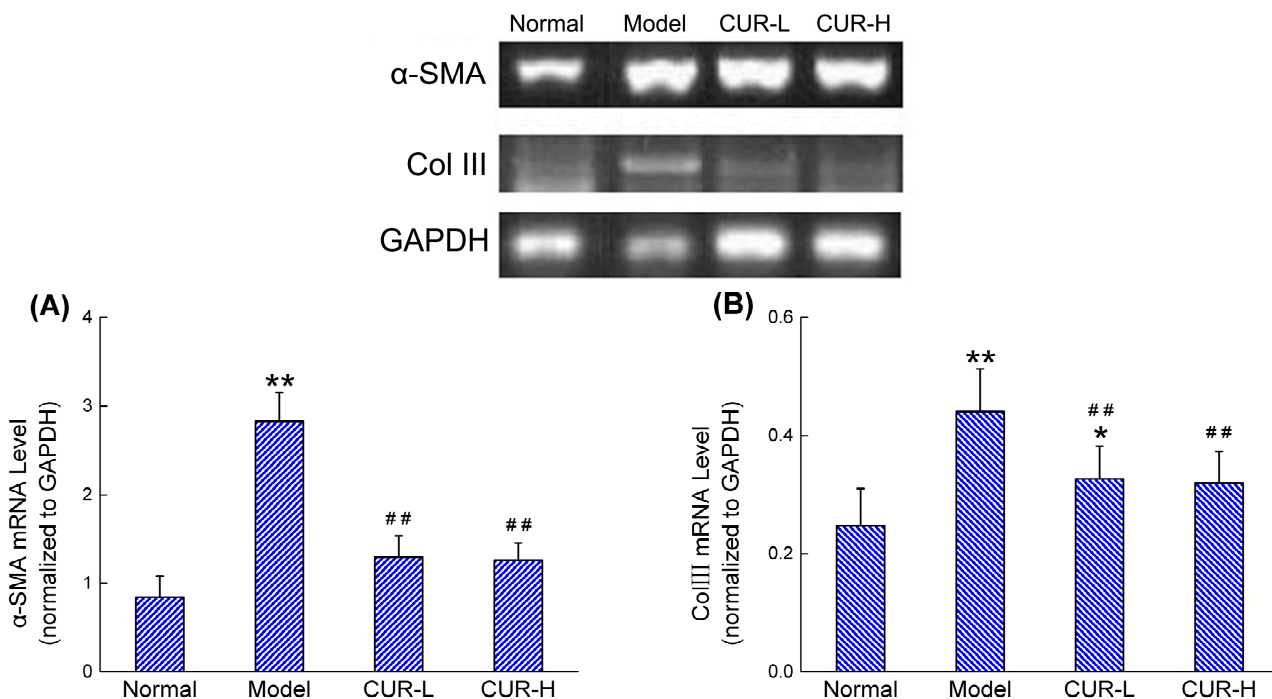 Normal Model CUR-L CUR-H
α-SMA
Col III
GAPDH
(A)
α-SMA mRNA Level
(normalized to GAPDH)
4
3
2
1
0
**
##
##
Normal Model CUR-L CUR-H
(B)
ColIII mRNA Level
(normalized to GAPDH)
0.6
0.4
0.2
0.0
**
##
*
##
Normal Model CUR-L CUR-H